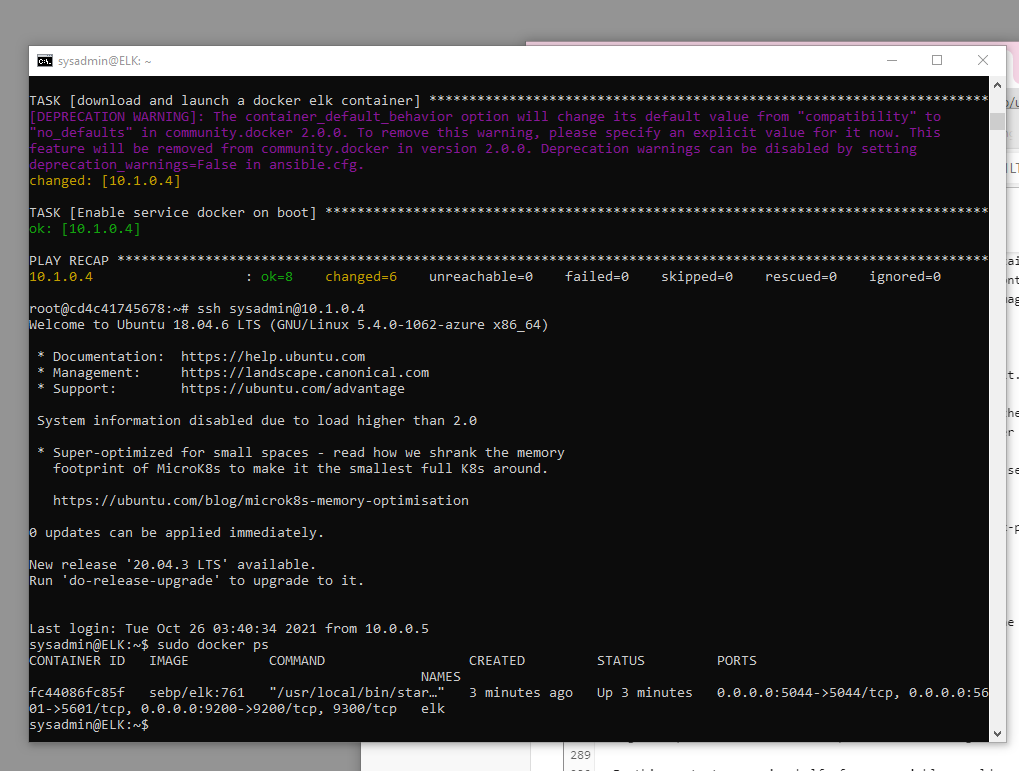 sysadmin@ELK: ~
TASK [download and launch a docker elk container] **********************************************************************
[DEPRECATION WARNING]: The container_default_behavior option will change its default value from "compatibility" to
"no_defaults" in community.docker 2.0.0. To remove this warning, please specify an explicit value for it now. This
feature will be removed from community.docker in version 2.0.0. Deprecation warnings can be disabled by setting
deprecation_warnings=False in ansible.cfg.
changed: [10.1.0.4]
TASK [Enable service docker on boot] ***********************************************************************************
ok: [10.1.0.4]
PLAY RECAP *************************************************************************************************************
10.1.0.4                   : ok=8    changed=6    unreachable=0    failed=0    skipped=0    rescued=0    ignored=0
root@cd4c41745678:~# ssh sysadmin@10.1.0.4
Welcome to Ubuntu 18.04.6 LTS (GNU/Linux 5.4.0-1062-azure x86_64)
 * Documentation:  https://help.ubuntu.com
 * Management:     https://landscape.canonical.com
 * Support:        https://ubuntu.com/advantage
 System information disabled due to load higher than 2.0
 * Super-optimized for small spaces - read how we shrank the memory
   footprint of MicroK8s to make it the smallest full K8s around.
   https://ubuntu.com/blog/microk8s-memory-optimisation
0 updates can be applied immediately.
New release '20.04.3 LTS' available.
Run 'do-release-upgrade' to upgrade to it.
Last login: Tue Oct 26 03:40:34 2021 from 10.0.0.5
sysadmin@ELK:~$ sudo docker ps
CONTAINER ID   IMAGE          COMMAND                  CREATED         STATUS         PORTS
                                                 NAMES
fc44086fc85f   sebp/elk:761   "/usr/local/bin/star…"   3 minutes ago   Up 3 minutes   0.0.0.0:5044->5044/tcp, 0.0.0.0:56
01->5601/tcp, 0.0.0.0:9200->9200/tcp, 9300/tcp   elk
sysadmin@ELK:~$
289